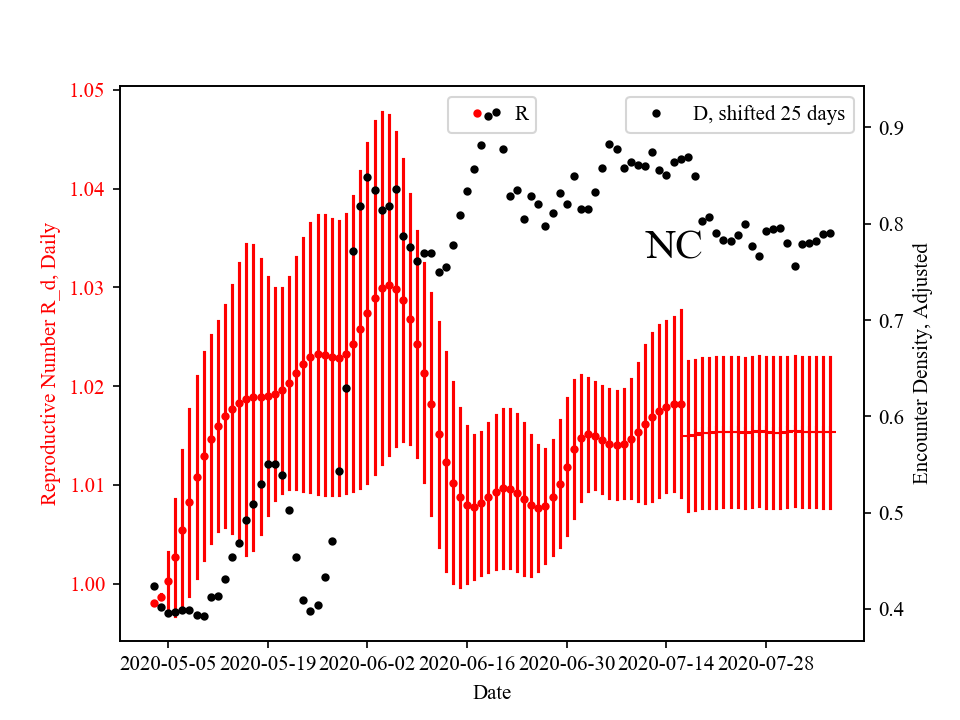 R
D, shifted 25 days
NC
Reproductive Number R_d, Daily
1.05
1.04
1.03
1.02
1.01
1.00
Encounter Density, Adjusted
0.9
0.8
0.7
0.6
0.5
0.4
2020-05-05 2020-05-19 2020-06-02 2020-06-16 2020-06-30 2020-07-14 2020-07-28
Date